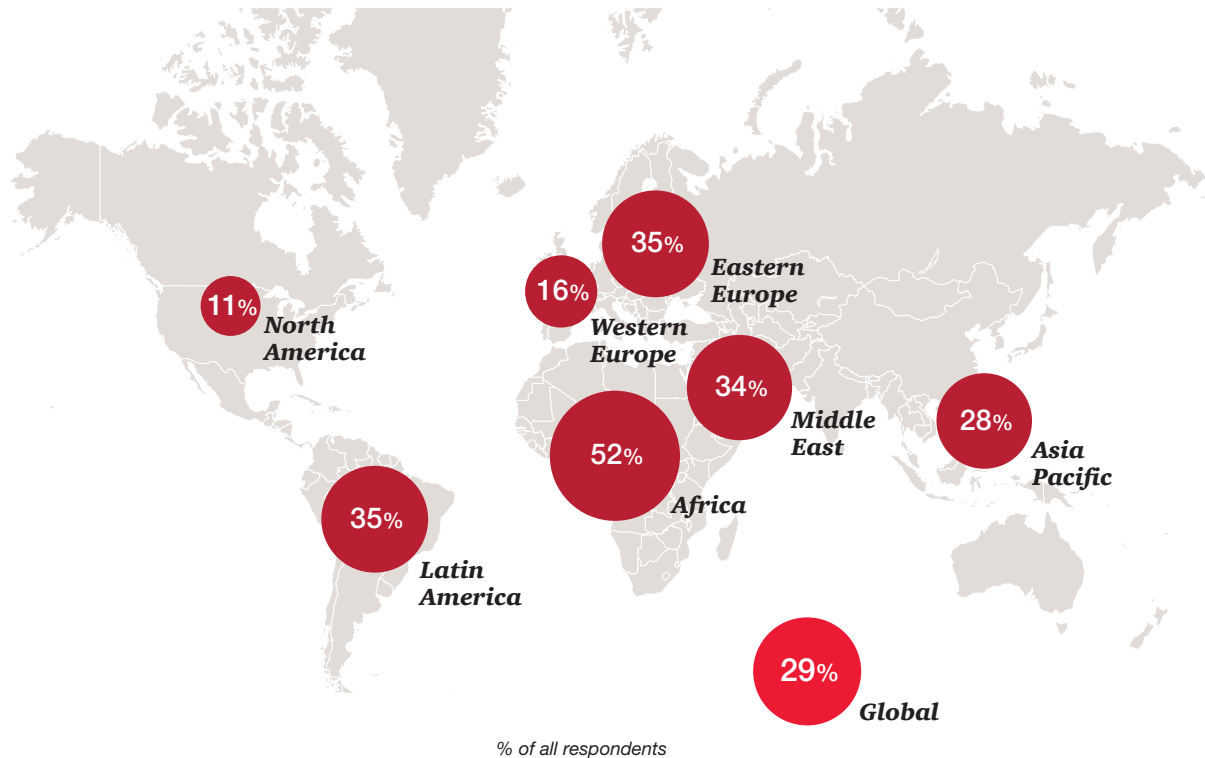 35%
Eastern
Europe
16%
Western
Europe
11%
North
America
34%
Middle
East
28%
Asia
Pacific
52%
Africa
35%
Latin
America
29%
Global
% of all respondents